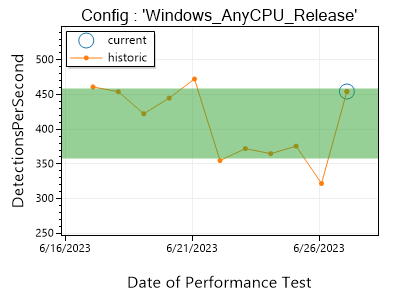 Config : 'Windows_AnyCPU_Release'
current
historic
DetectionsPerSecond
500
450
400
350
300
250
6/16/2023
6/21/2023
6/26/2023
Date of Performance Test